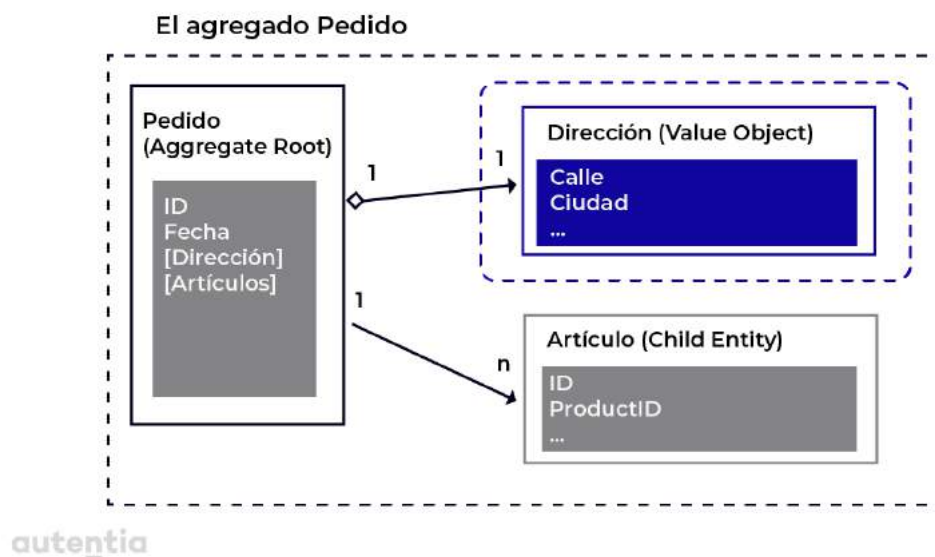 El agregado Pedido
Pedido
(Aggregate Root)
ID
Fecha
[Dirección]
[Artículos]
1
1
Dirección (Value Object)
Calle
Ciudad
...
1
n
Artículo (Child Entity)
ID
ProductID
...
autentia